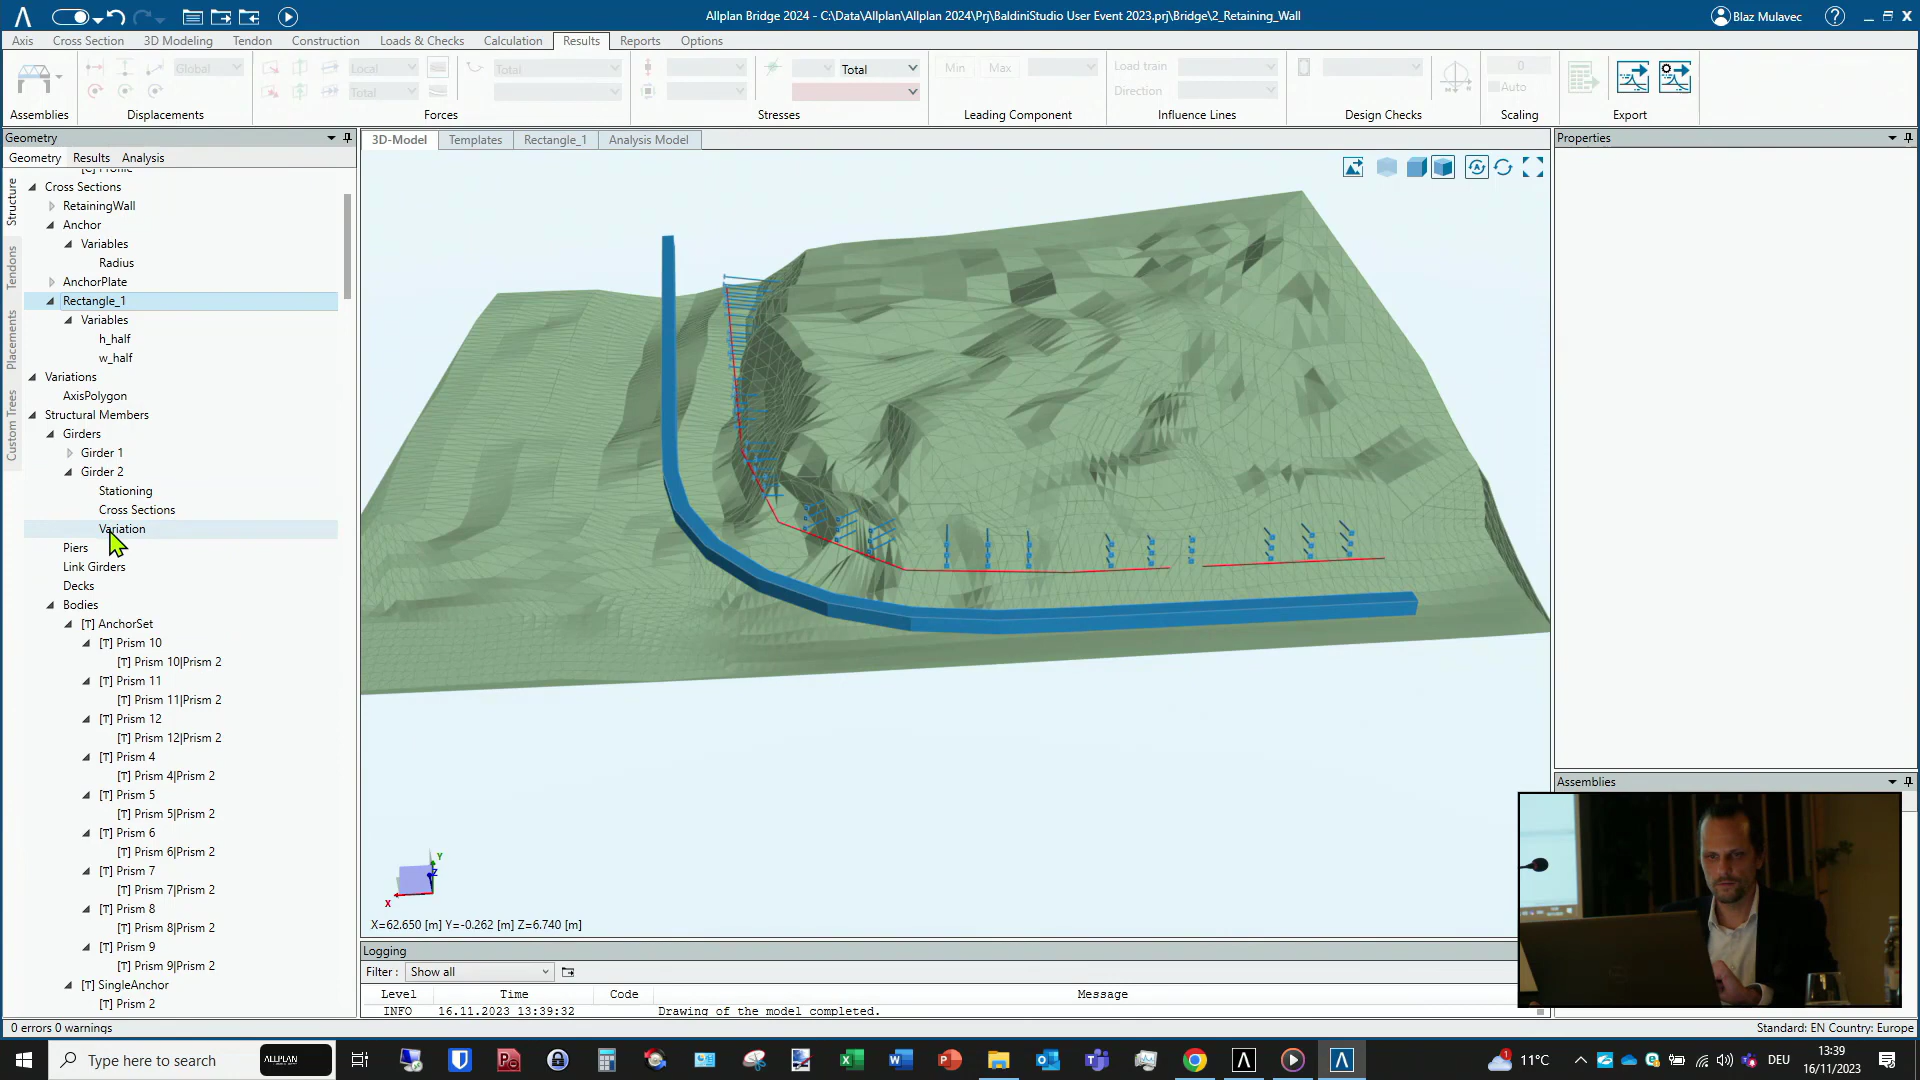 Allplan Bridge 2024 - C:\Data\Allplan\Allplan 2024\Prj\BaldiniStudio User Event 2023.prj\Bridge\2_Retaining_Wall
Blaz Mulavec
Axis Cross Section 3D Modeling Tendon Construction Loads & Checks Calculation Results Reports Options
Global Local Total Total Min Max Load train 0
Total Direction Auto
Assemblies Displacements Forces Stresses Leading Component Influence Lines Design Checks Scaling Export
Geometry
Geometry Results Analysis
3D-Model Templates Rectangle_1 Analysis Model
Properties
Structure
Tendons
Placements
Custom Trees
[C] Profile
Cross Sections
RetainingWall
Anchor
Variables
Radius
AnchorPlate
Rectangle_1
Variables
h_half
w_half
Variations
AxisPolygon
Structural Members
Girders
Girder 1
Girder 2
Stationing
Cross Sections
Variation
Piers
Link Girders
Decks
Bodies
[T] AnchorSet
[T] Prism 10
[T] Prism 10|Prism 2
[T] Prism 11
[T] Prism 11|Prism 2
[T] Prism 12
[T] Prism 12|Prism 2
[T] Prism 4
[T] Prism 4|Prism 2
[T] Prism 5
[T] Prism 5|Prism 2
[T] Prism 6
[T] Prism 6|Prism 2
[T] Prism 7
[T] Prism 7|Prism 2
[T] Prism 8
[T] Prism 8|Prism 2
[T] Prism 9
[T] Prism 9|Prism 2
[T] SingleAnchor
[T] Prism 2
Y
Z
X
X=62.650 [m] Y=-0.262 [m] Z=6.740 [m]
Assemblies
Logging
Filter : Show all
Level Time Code Message
INFO 16.11.2023 13:39:32 Drawing of the model completed.
0 errors 0 warnings
Standard: EN Country: Europe
Type here to search
ALLPLAN
1
11°C
DEU
13:39
16/11/2023